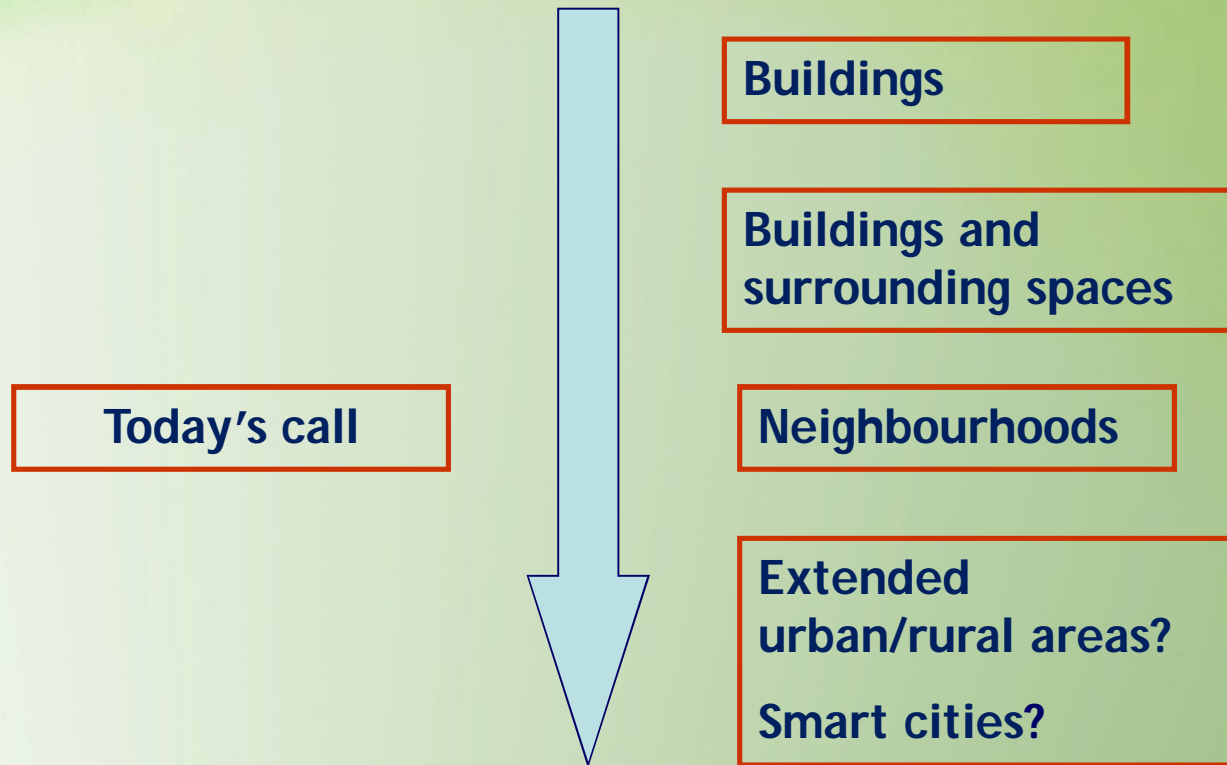 Buildings
Buildings and
surrounding spaces
Today's call
Neighbourhoods
Extended
urban/rural areas?
Smart cities?